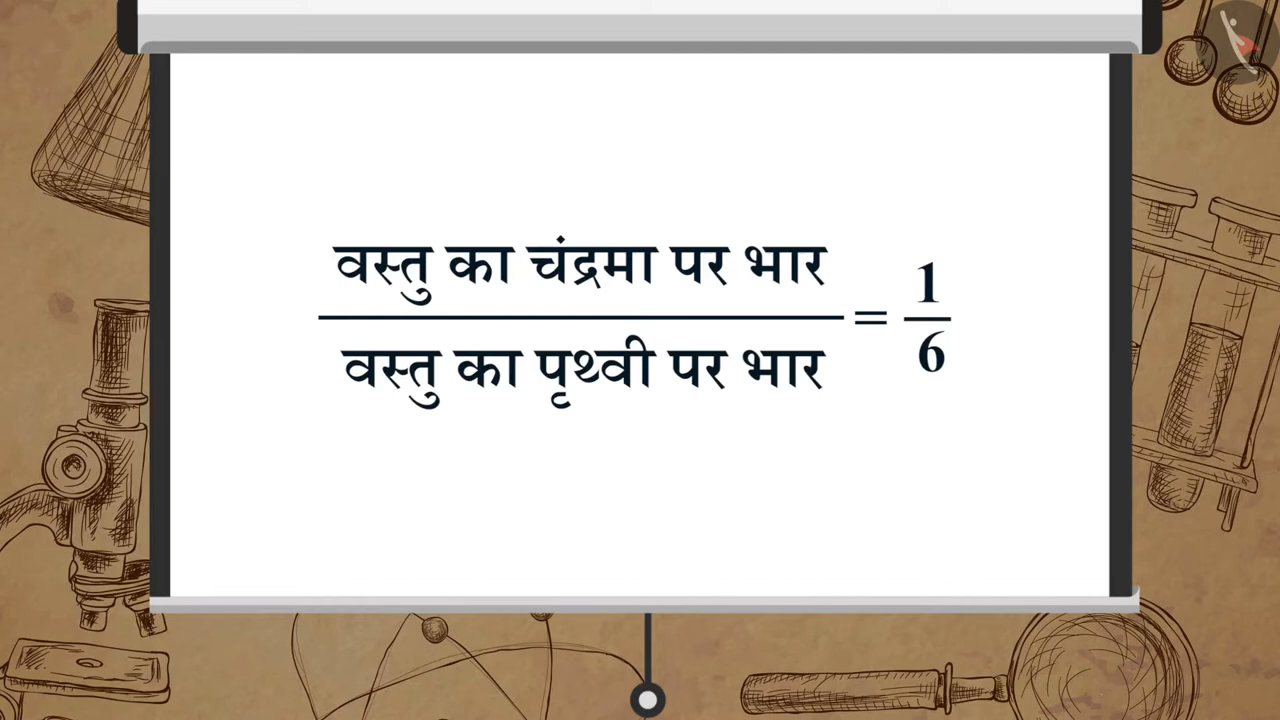 वस्तु का चंद्रमा पर भार
वस्तु का पृथ्वी पर भार
= 1/6